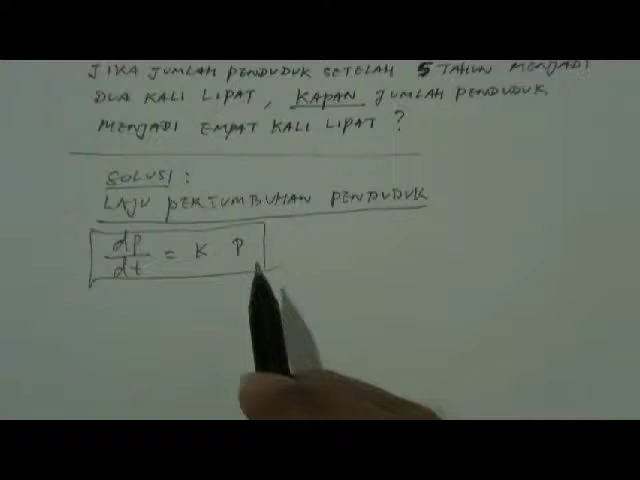 JIKA JUMLAH PENDUDUK SETELAH 5 TAHUN MENJADI
DUA KALI LIPAT, KAPAN JUMLAH PENDUDUK
MENJADI EMPAT KALI LIPAT ?
SOLUSI :
LAJU PERTUMBUHAN PENDUDUK
dP/dt = K P